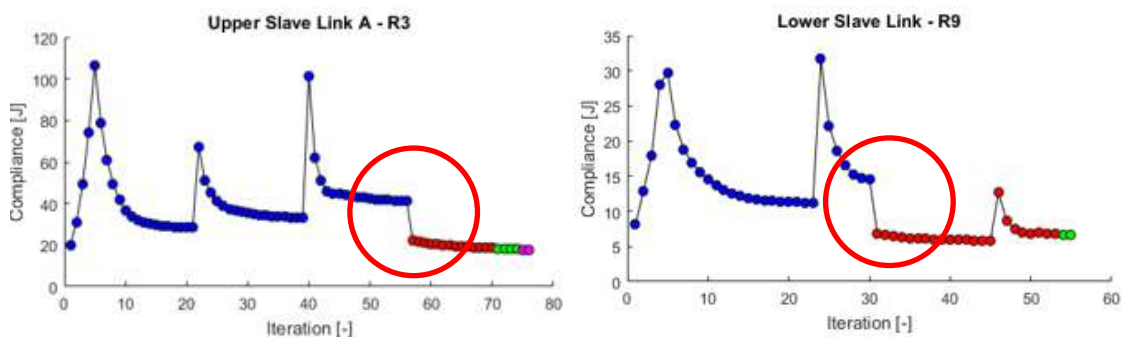 Upper Slave Link A - R3
120
100
80
60
40
20
0
Compliance [J]
0 10 20 30 40 50 60 70 80
Iteration [-]
Lower Slave Link - R9
35
30
25
20
15
10
5
0
Compliance [J]
0 10 20 30 40 50 60
Iteration [-]